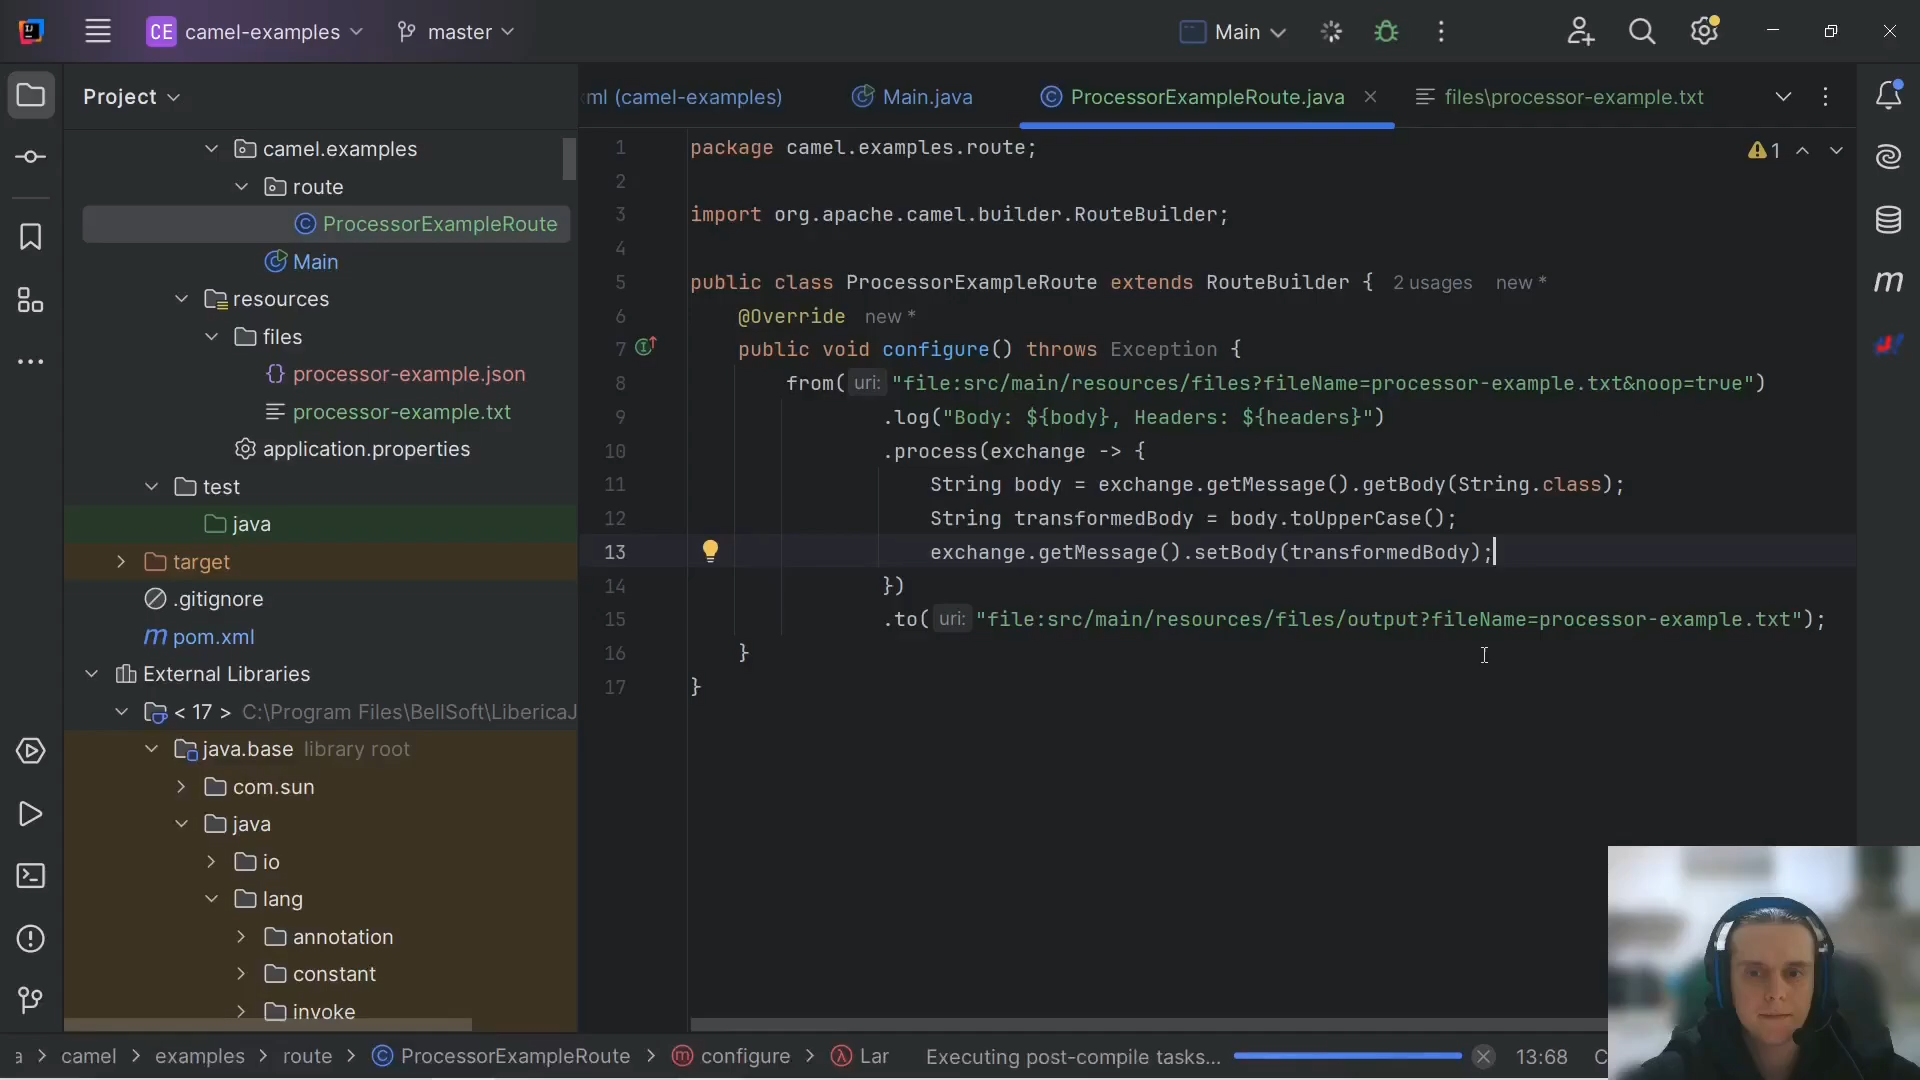 CE camel-examples master Main
Project
ml (camel-examples) Main.java ProcessorExampleRoute.java files\processor-example.txt
camel.examples
route
ProcessorExampleRoute
Main
resources
files
processor-example.json
processor-example.txt
application.properties
test
java
target
.gitignore
m pom.xml
External Libraries
< 17 > C:\Program Files\BellSoft\LibericaJ
java.base library root
com.sun
java
io
lang
annotation
constant
invoke
1 package camel.examples.route;
2
3 import org.apache.camel.builder.RouteBuilder;
4
5 public class ProcessorExampleRoute extends RouteBuilder { 2 usages new *
6 @Override new *
7 public void configure() throws Exception {
8 from( uri: "file:src/main/resources/files?fileName=processor-example.txt&noop=true")
9 .log("Body: ${body}, Headers: ${headers}")
10 .process(exchange -> {
11 String body = exchange.getMessage().getBody(String.class);
12 String transformedBody = body.toUpperCase();
13 exchange.getMessage().setBody(transformedBody);
14 })
15 .to( uri: "file:src/main/resources/files/output?fileName=processor-example.txt");
16 }
17 }
1
m
a > camel > examples > route > ProcessorExampleRoute > configure > Lar Executing post-compile tasks... 13:68 C